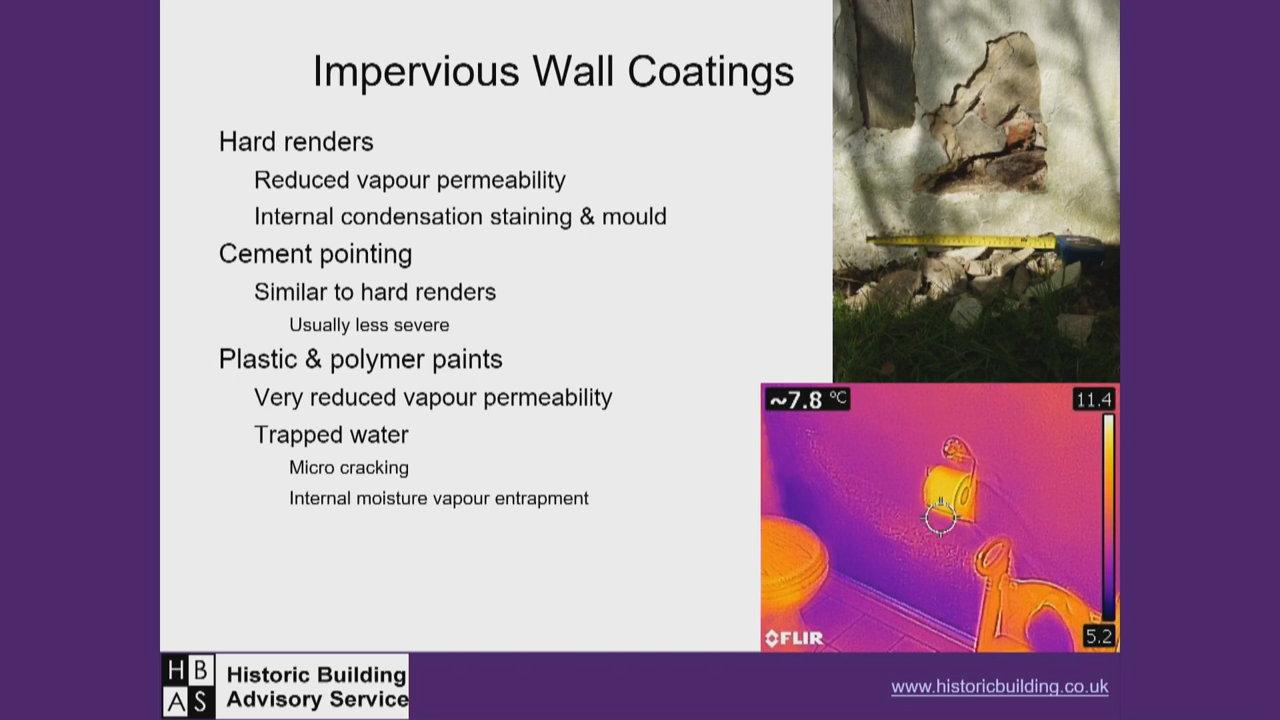 Impervious Wall Coatings
Hard renders
Reduced vapour permeability
Internal condensation staining & mould
Cement pointing
Similar to hard renders
Usually less severe
Plastic & polymer paints
Very reduced vapour permeability
Trapped water
Micro cracking
Internal moisture vapour entrapment
~7.8 °C
11.4
5.2
FLIR
H B
A S
Historic Building
Advisory Service
www.historicbuilding.co.uk